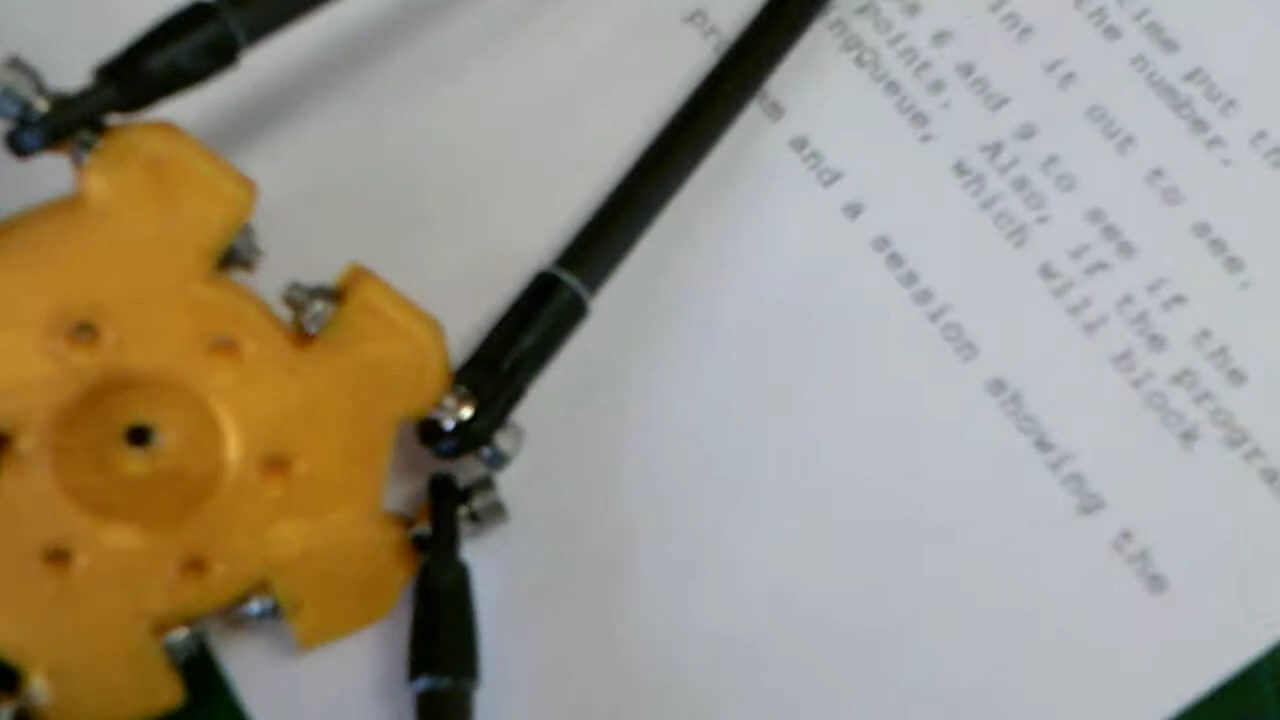 time put th
the number.
int it out to see.
6 and 9 to see if the
points. Also, if the progra
ngQueue, which will block
and a session showing the